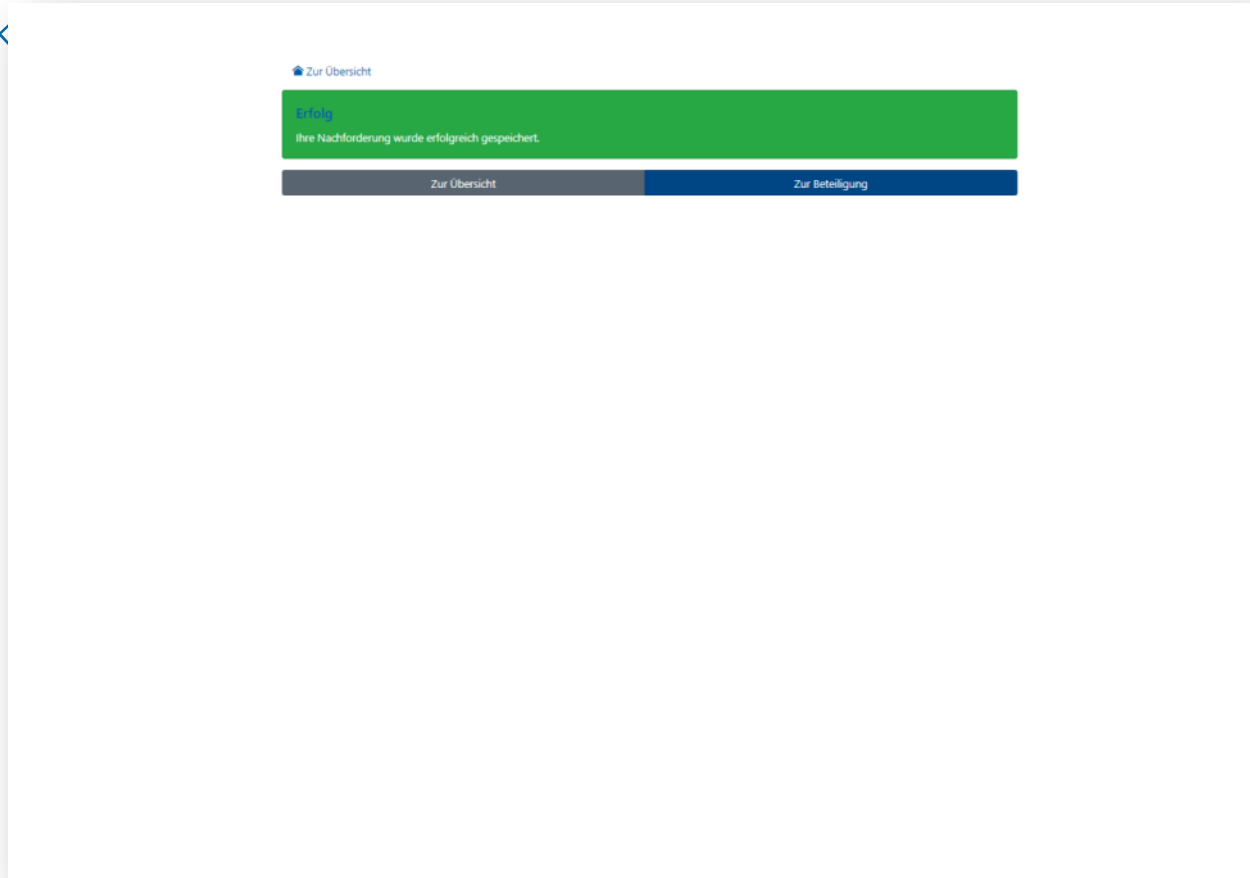 Zur Übersicht
Erfolg
Ihre Nachforderung wurde erfolgreich gespeichert.
Zur Übersicht
Zur Beteiligung